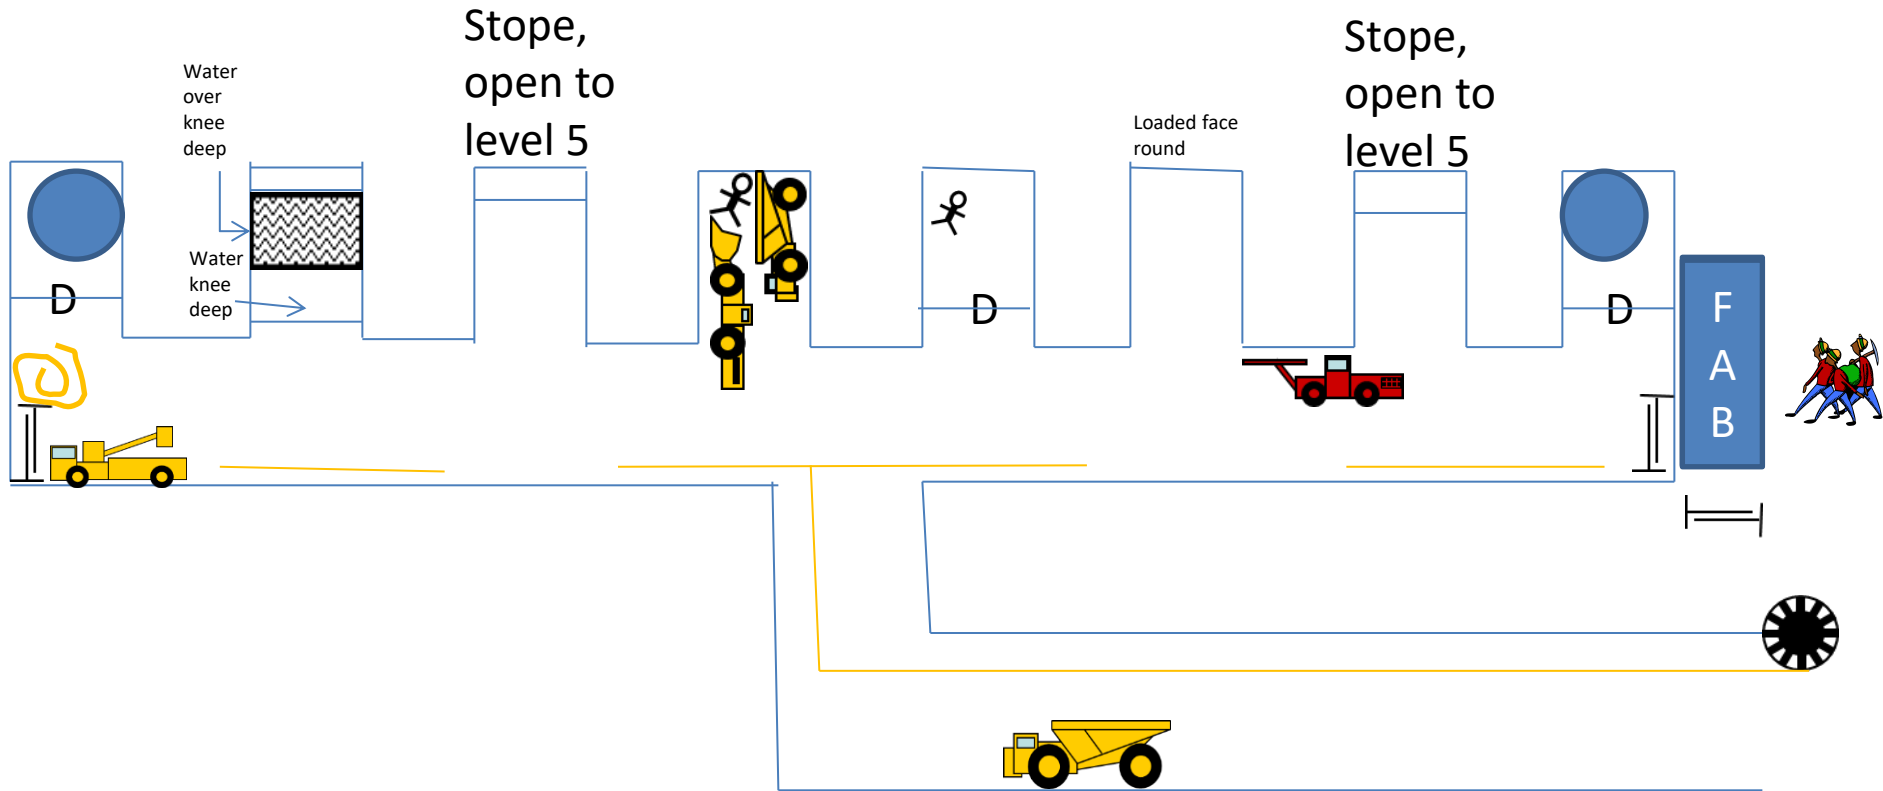 Stope,
open to
level 5
Stope,
open to
level 5
Water
over
knee
deep
Loaded face
round
Water
knee
deep
D
D
D
F
A
B